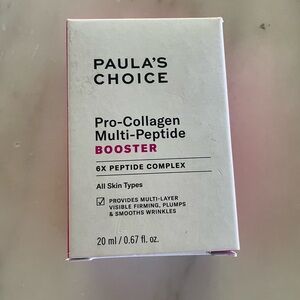 PAULA'S
CHOICE
Pro-Collagen
Multi-Peptide
BOOSTER
6X PEPTIDE COMPLEX
All Skin Types
PROVIDES MULTI-LAYER
VISIBLE FIRMING, PLUMPS
& SMOOTHS WRINKLES
20 ml / 0.67 fl. oz.